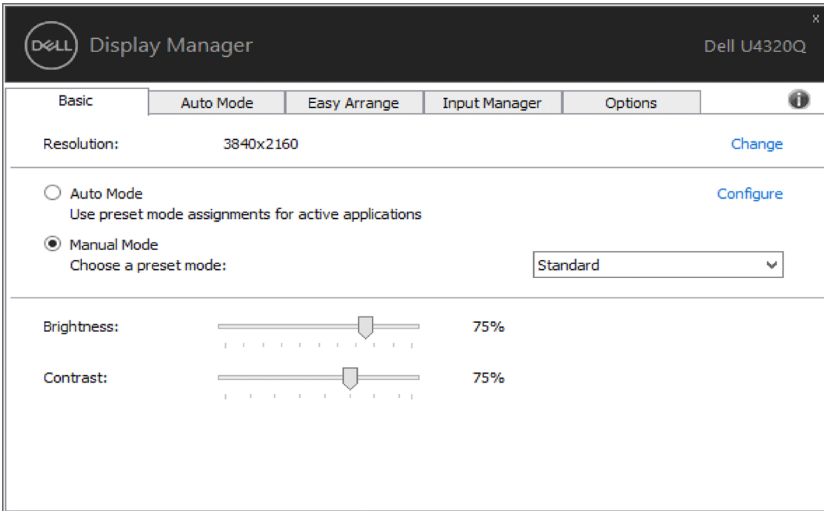 x
DELL Display Manager Dell U4320Q
Basic Auto Mode Easy Arrange Input Manager Options
Resolution: 3840x2160 Change
Auto Mode Configure
Use preset mode assignments for active applications
Manual Mode
Choose a preset mode: Standard
Brightness: 75%
Contrast: 75%